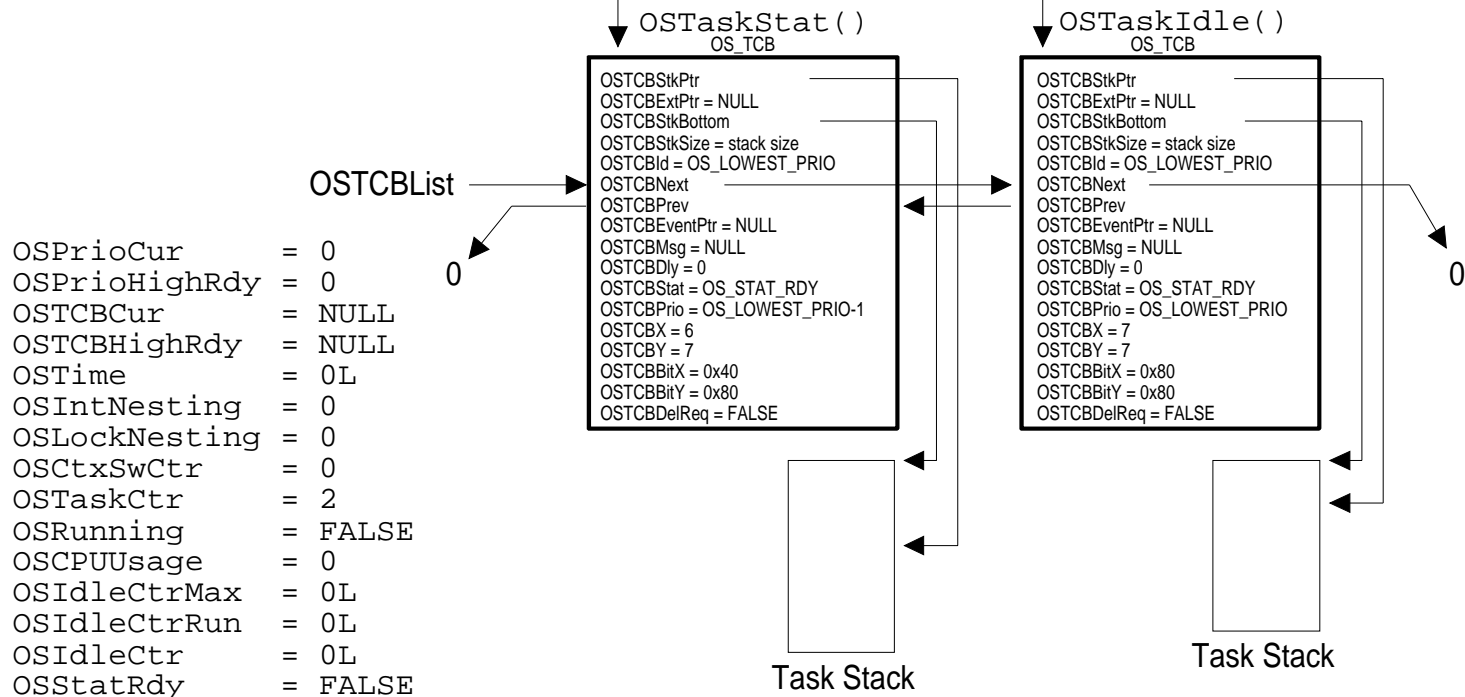 OSTaskStat()
OS_TCB
OSTCBStkPtr
OSTCBExtPtr = NULL
OSTCBStkBottom
OSTCBStkSize = stack size
OSTCBId = OS_LOWEST_PRIO
OSTCBNext
OSTCBPrev
OSTCBEventPtr = NULL
OSTCBMsg = NULL
OSTCBDly = 0
OSTCBStat = OS_STAT_RDY
OSTCBPrio = OS_LOWEST_PRIO-1
OSTCBX = 6
OSTCBY = 7
OSTCBBitX = 0x40
OSTCBBitY = 0x80
OSTCBDelReq = FALSE
OSTaskIdle()
OS_TCB
OSTCBStkPtr
OSTCBExtPtr = NULL
OSTCBStkBottom
OSTCBStkSize = stack size
OSTCBId = OS_LOWEST_PRIO
OSTCBNext
OSTCBPrev
OSTCBEventPtr = NULL
OSTCBMsg = NULL
OSTCBDly = 0
OSTCBStat = OS_STAT_RDY
OSTCBPrio = OS_LOWEST_PRIO
OSTCBX = 7
OSTCBY = 7
OSTCBBitX = 0x80
OSTCBBitY = 0x80
OSTCBDelReq = FALSE
OSTCBList
0
0
OSPrioCur = 0
OSPrioHighRdy = 0
OSTCBCur = NULL
OSTCBHighRdy = NULL
OSTime = 0L
OSIntNesting = 0
OSLockNesting = 0
OSCtxSwCtr = 0
OSTaskCtr = 2
OSRunning = FALSE
OSCPUUsage = 0
OSIdleCtrMax = 0L
OSIdleCtrRun = 0L
OSIdleCtr = 0L
OSStatRdy = FALSE
Task Stack
Task Stack